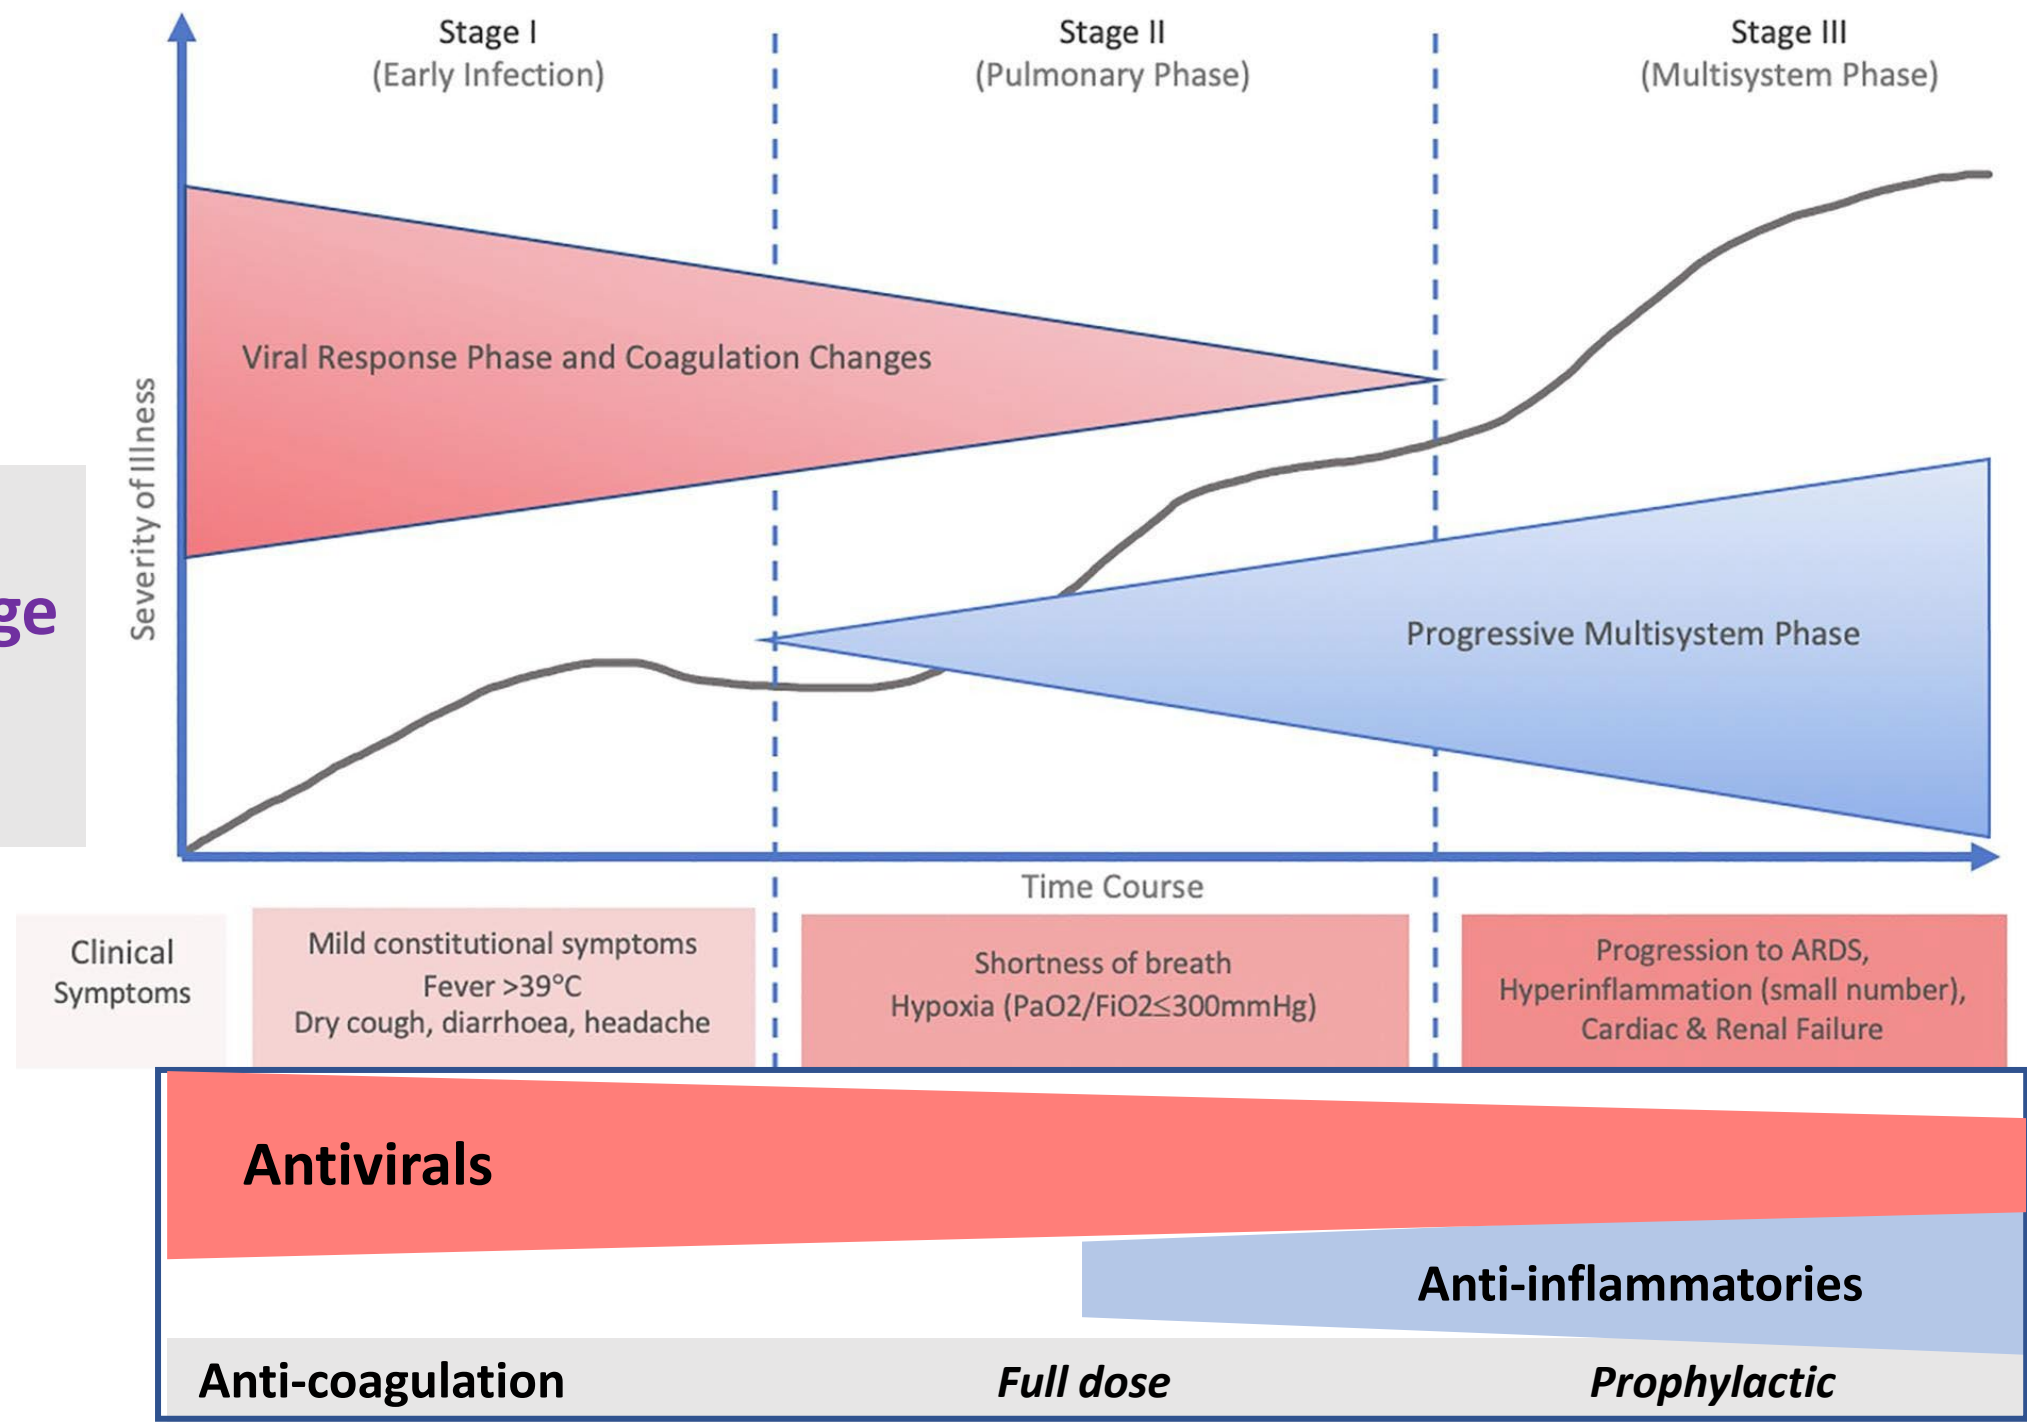 Stage I
(Early Infection)
Stage II
(Pulmonary Phase)
Stage III
(Multisystem Phase)
Viral Response Phase and Coagulation Changes
Severity of Illness
ge
Progressive Multisystem Phase
Time Course
Clinical
Symptoms
Mild constitutional symptoms
Fever >39°C
Dry cough, diarrhoea, headache
Shortness of breath
Hypoxia (PaO2/FiO2≤300mmHg)
Progression to ARDS,
Hyperinflammation (small number),
Cardiac & Renal Failure
Antivirals
Anti-inflammatories
Anti-coagulation
Full dose
Prophylactic